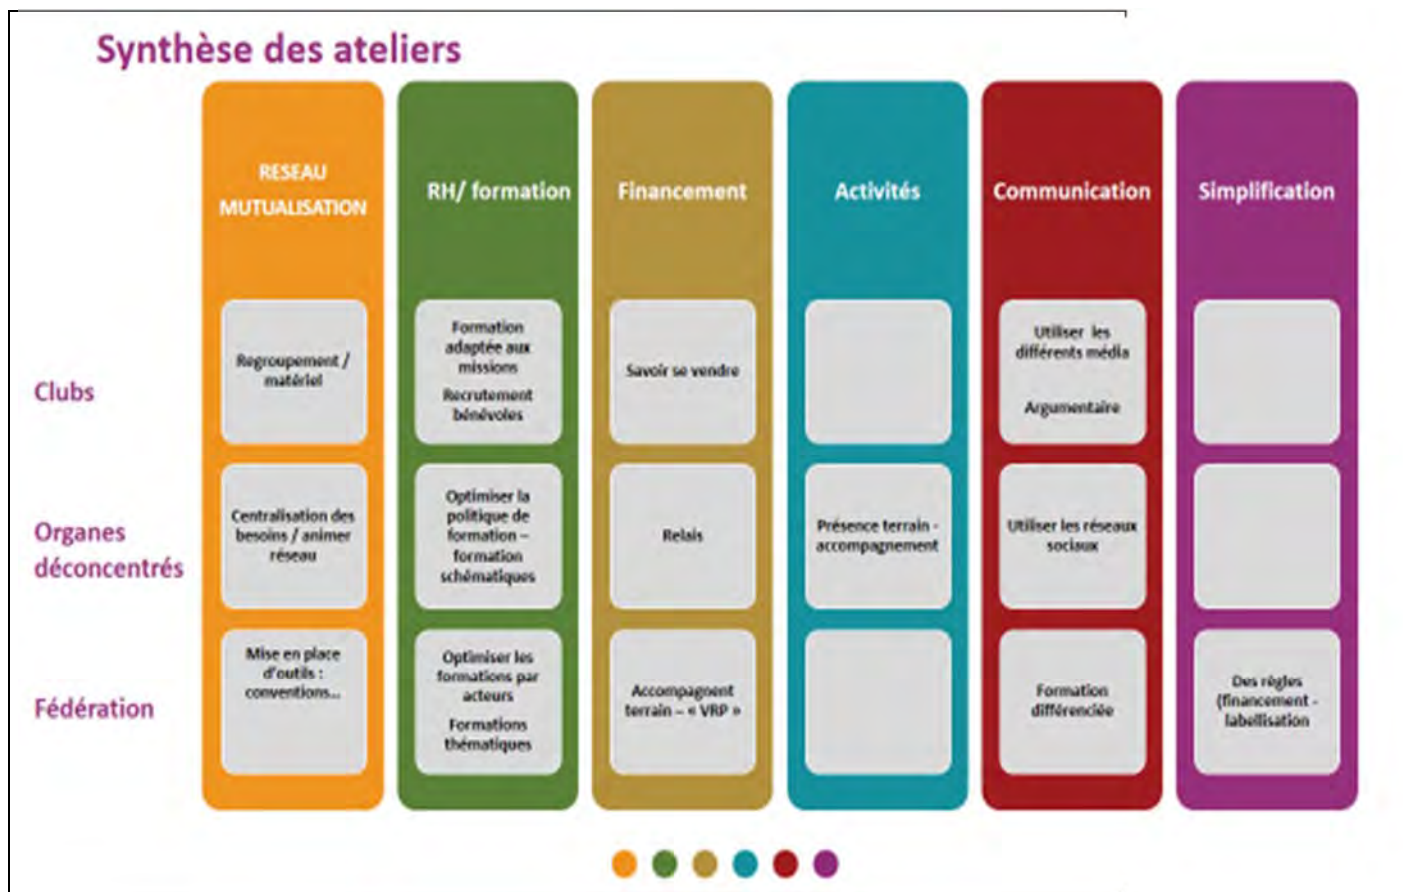 Synthèse des ateliers
RESEAU
MUTUALISATION
RH/ formation
Financement
Activités
Communication
Simplification
Clubs
Regroupement /
matériel
Formation
adaptée aux
missions
Recrutement
bénévoles
Savoir se vendre
Utiliser les
différents média
Argumentaire
Organes
déconcentrés
Centralisation des
besoins / animer
réseau
Optimiser la
politique de
formation –
formation
schématiques
Relais
Présence terrain -
accompagnement
Utiliser les réseaux
sociaux
Fédération
Mise en place
d'outils :
conventions...
Optimiser les
formations par
acteurs
Formations
thématiques
Accompagnent
terrain – « VRP »
Formation
différenciée
Des règles
(financement -
labellisation